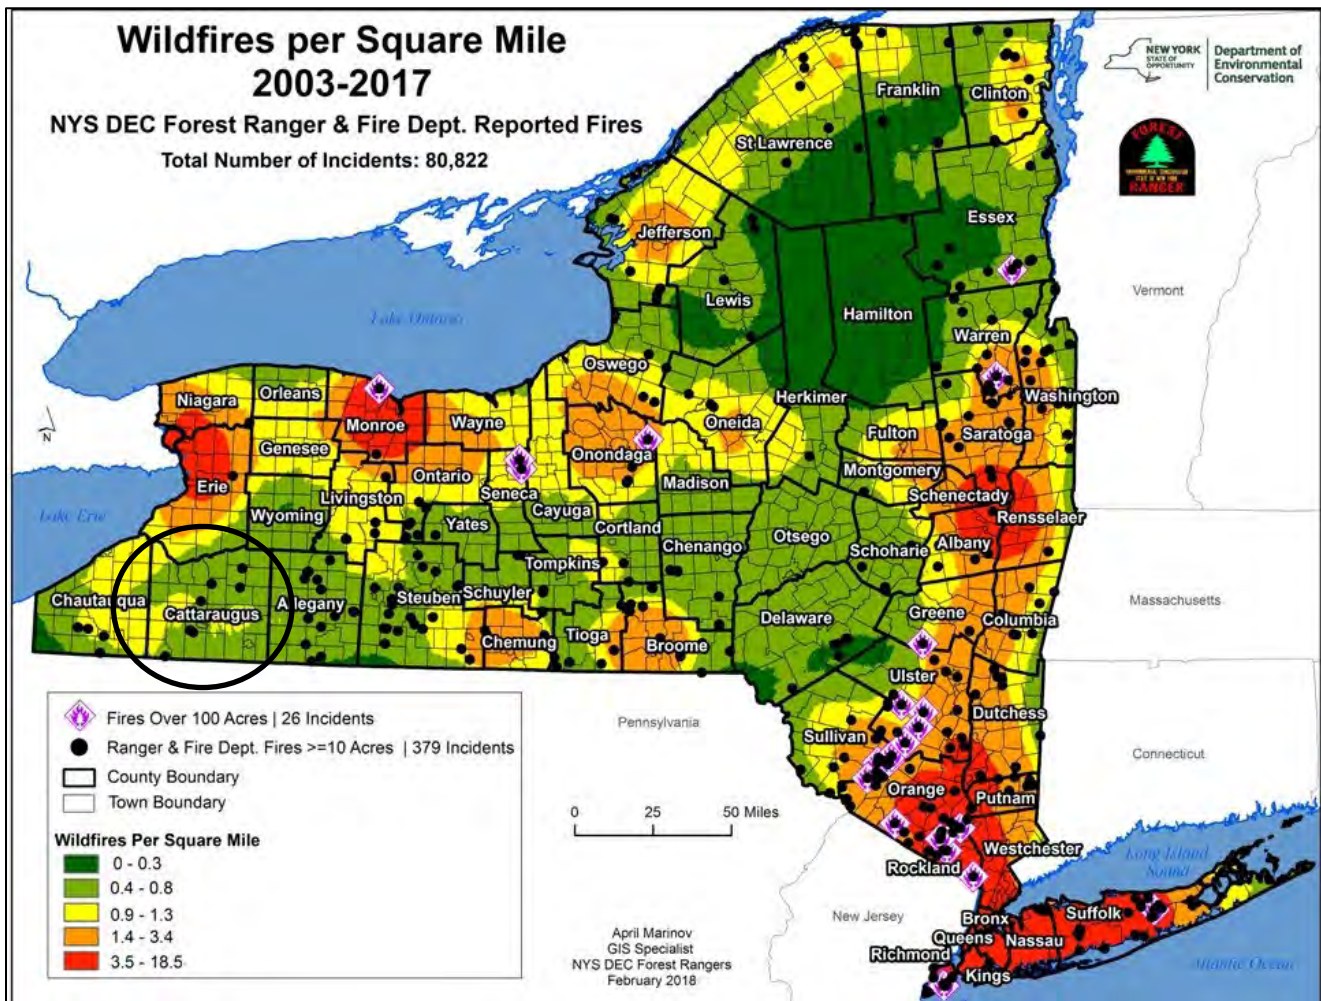 Wildfires per Square Mile
2003-2017
NYS DEC Forest Ranger & Fire Dept. Reported Fires
Total Number of Incidents: 80,822
NEW YORK
STATE OF
OPPORTUNITY
Department of
Environmental
Conservation
FOREST
ENVIRONMENTAL CONSERVATION
STATE OF NEW YORK
RANGER
Franklin
Clinton
St Lawrence
Essex
Jefferson
Lewis
Hamilton
Vermont
Lake Ontario
Warren
Oswego
Herkimer
Washington
Niagara
Orleans
Monroe
Wayne
Oneida
Fulton
Saratoga
Genesee
Onondaga
Montgomery
Ontario
Seneca
Madison
Schenectady
Erie
Livingston
Cayuga
Rensselaer
Lake Erie
Wyoming
Yates
Cortland
Chenango
Otsego
Schoharie
Albany
Tompkins
Chautauqua
Cattaraugus
Allegany
Steuben
Schuyler
Delaware
Greene
Columbia
Massachusetts
Chemung
Tioga
Broome
Ulster
Pennsylvania
Dutchess
Sullivan
Connecticut
Orange
Putnam
Westchester
Rockland
Long Island
Sound
New Jersey
Bronx
Suffolk
Queens
Nassau
Richmond
Kings
Atlantic Ocean
N
Fires Over 100 Acres | 26 Incidents
Ranger & Fire Dept. Fires >=10 Acres | 379 Incidents
County Boundary
Town Boundary
Wildfires Per Square Mile
0 - 0.3
0.4 - 0.8
0.9 - 1.3
1.4 - 3.4
3.5 - 18.5
0 25 50 Miles
April Marinov
GIS Specialist
NYS DEC Forest Rangers
February 2018